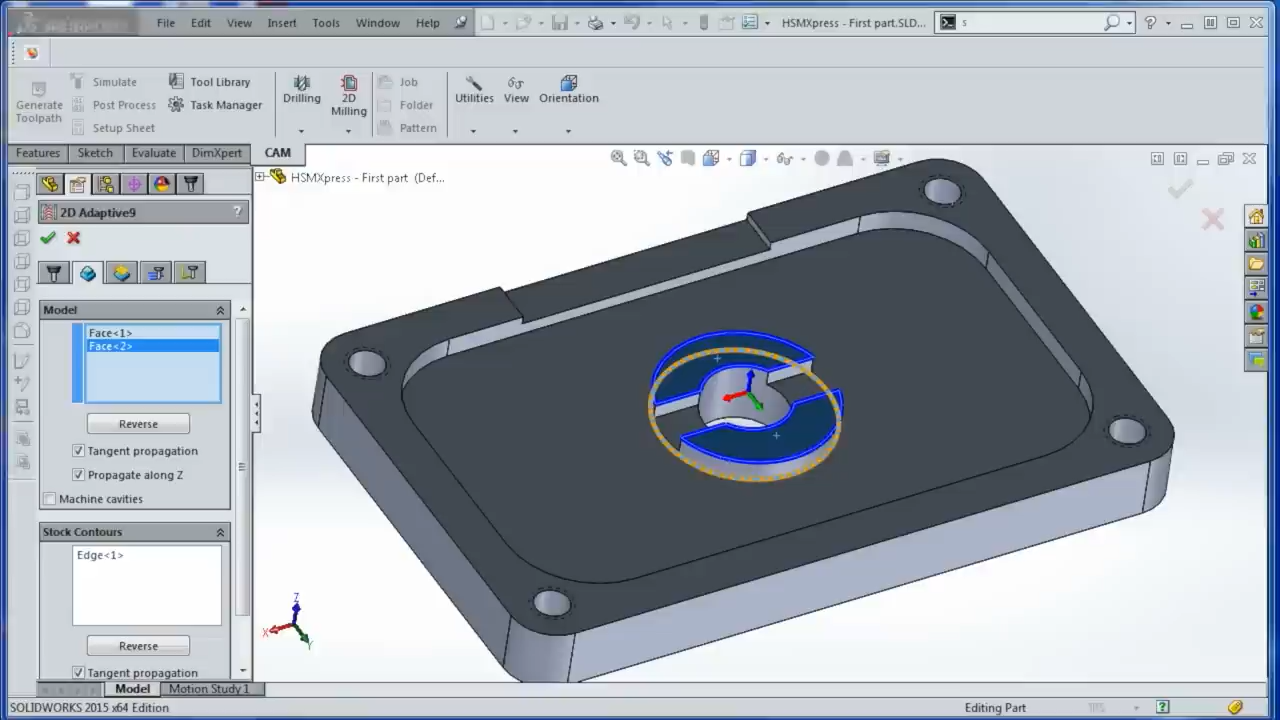 File Edit View Insert Tools Window Help HSMXpress - First part.SLD... s
Generate Toolpath
Simulate Tool Library
Post Process Task Manager
Setup Sheet
Drilling
2D Milling
Job
Folder
Pattern
Utilities View Orientation
Features Sketch Evaluate DimXpert CAM
HSMXpress - First part (Def...
2D Adaptive9 ?
Model
Face<1>
Face<2>
Reverse
Tangent propagation
Propagate along Z
Machine cavities
Stock Contours
Edge<1>
Reverse
Tangent propagation
Z
X
Y
Model Motion Study 1
SOLIDWORKS 2015 x64 Edition Editing Part ?